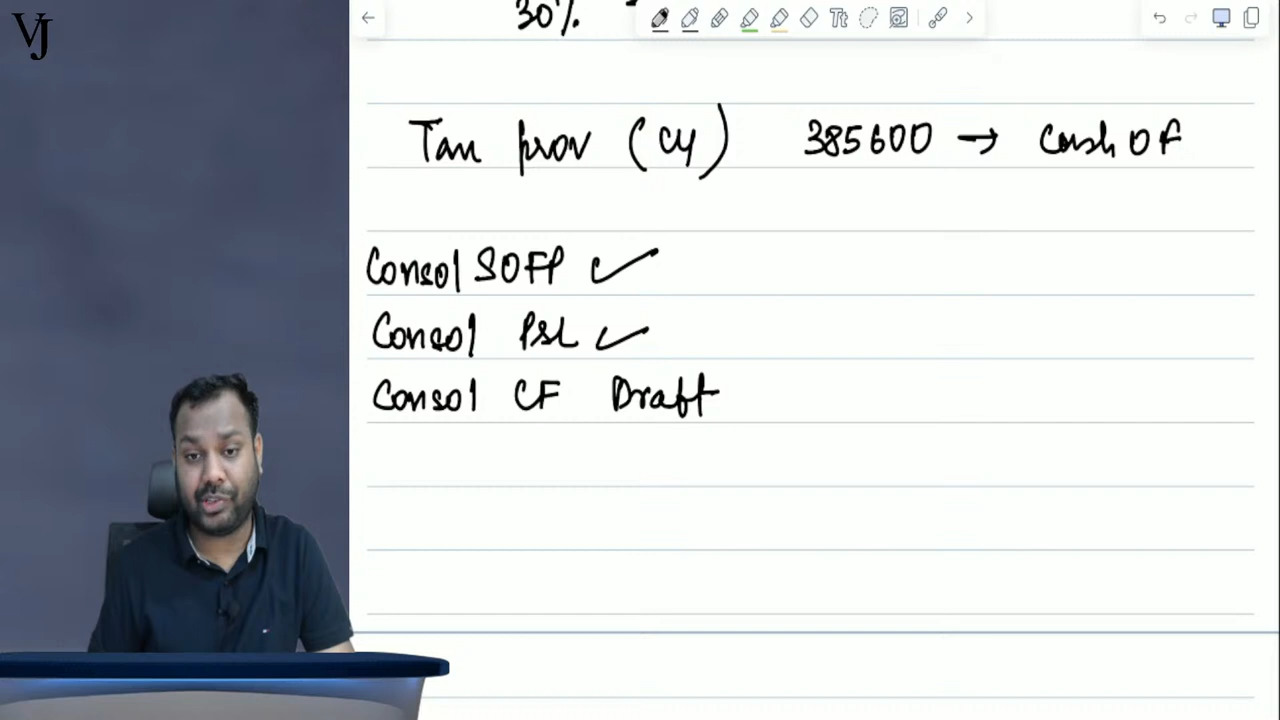 VJ
30%.
Tax prov (CY) 385600 → Cash OF
Consol SOFP ✓
Consol P&L ✓
Consol CF Draft